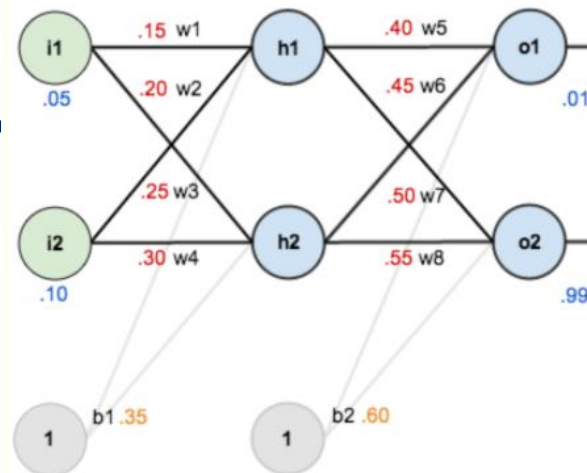 i1 .15 w1 h1 .40 w5 o1
.05 .20 w2 .45 w6 .01
.25 w3 .50 w7
i2 .30 w4 h2 .55 w8 o2
.10 .99
b1 .35 b2 .60
1 1